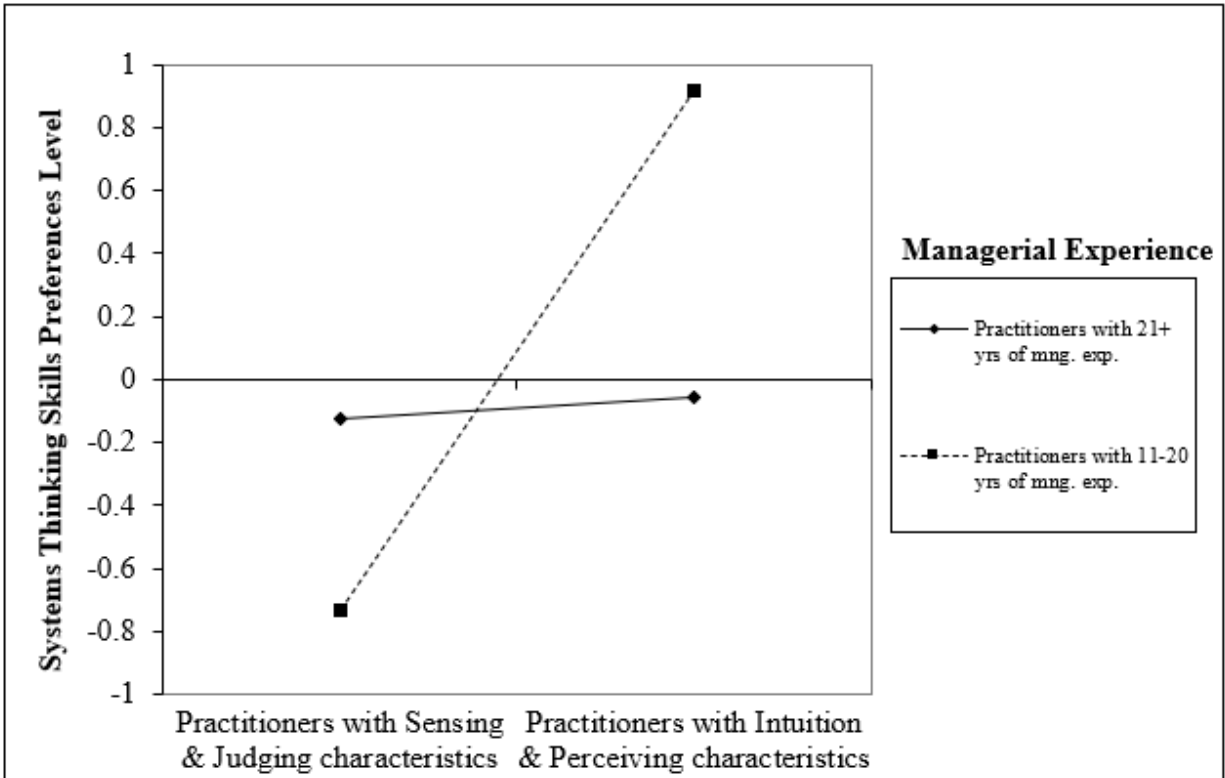 Systems Thinking Skills Preferences Level
1
0.8
0.6
0.4
0.2
0
-0.2
-0.4
-0.6
-0.8
-1
Practitioners with Sensing
& Judging characteristics
Practitioners with Intuition
& Perceiving characteristics
Managerial Experience
Practitioners with 21+
yrs of mng. exp.
Practitioners with 11-20
yrs of mng. exp.